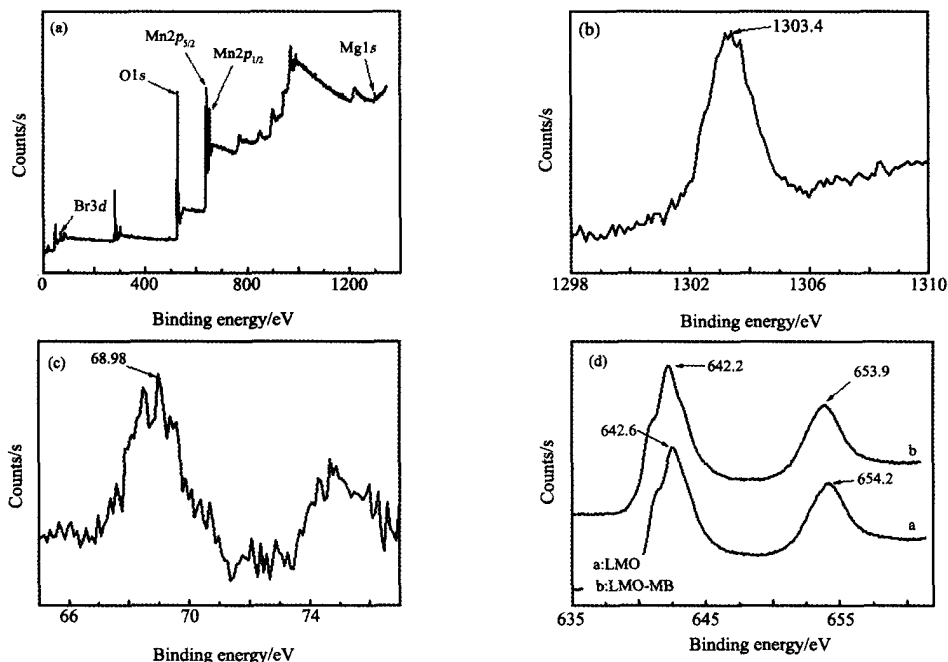 (a)
Mn2p5/2
Mn2p1/2
Mg1s
O1s
Br3d
Counts/s
0 400 800 1200
Binding energy/eV
(b)
1303.4
Counts/s
1298 1302 1306 1310
Binding energy/eV
(c)
68.98
Counts/s
66 70 74
Binding energy/eV
(d)
642.2
653.9
642.6
b
654.2
a
a:LMO
b:LMO-MB
Counts/s
635 645 655
Binding energy/eV